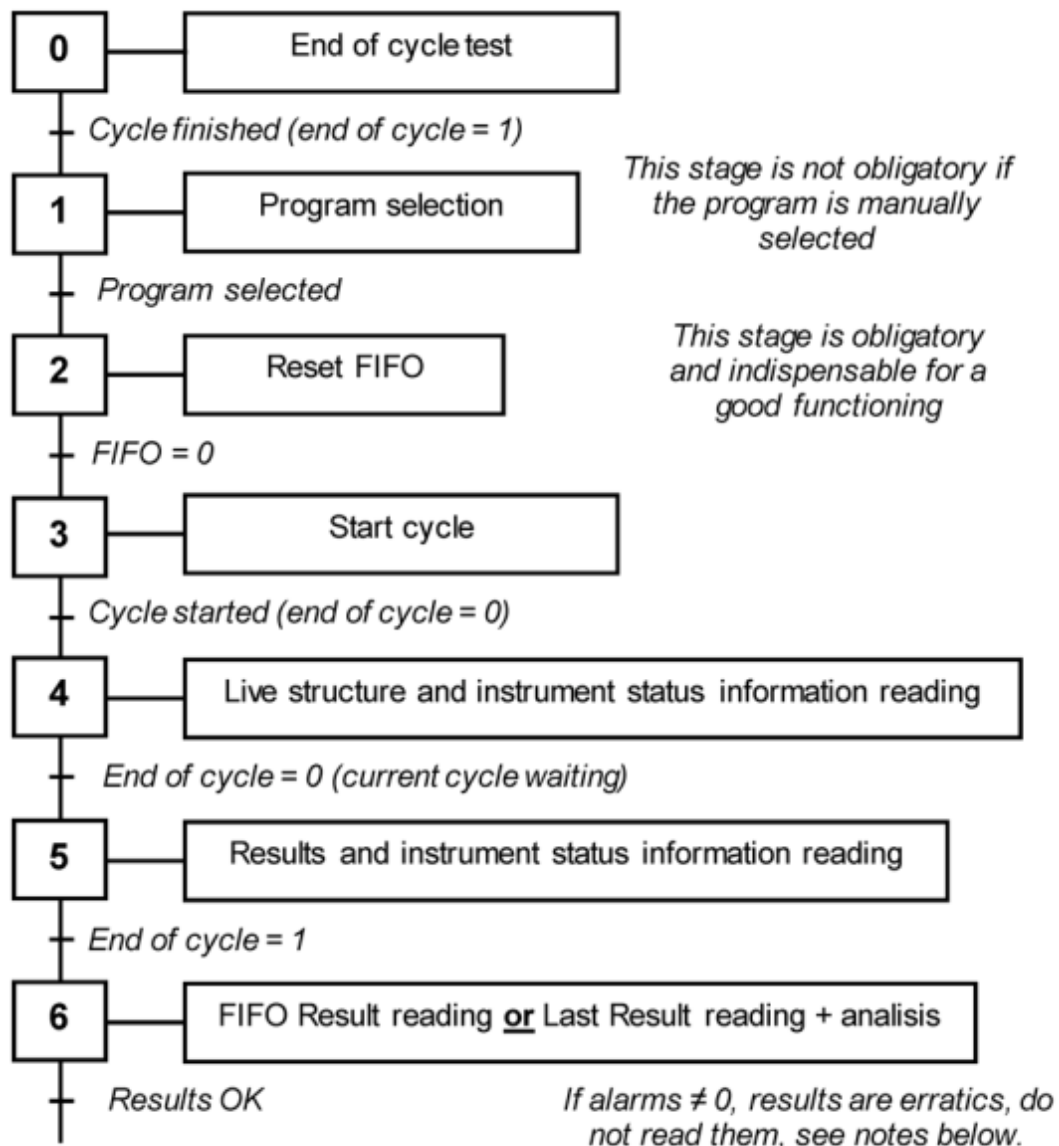 0
End of cycle test
Cycle finished (end of cycle = 1)
1
Program selection
This stage is not obligatory if
the program is manually
selected
Program selected
2
Reset FIFO
This stage is obligatory
and indispensable for a
good functioning
FIFO = 0
3
Start cycle
Cycle started (end of cycle = 0)
4
Live structure and instrument status information reading
End of cycle = 0 (current cycle waiting)
5
Results and instrument status information reading
End of cycle = 1
6
FIFO Result reading or Last Result reading + analisis
Results OK
If alarms ≠ 0, results are erratics, do
not read them, see notes below.